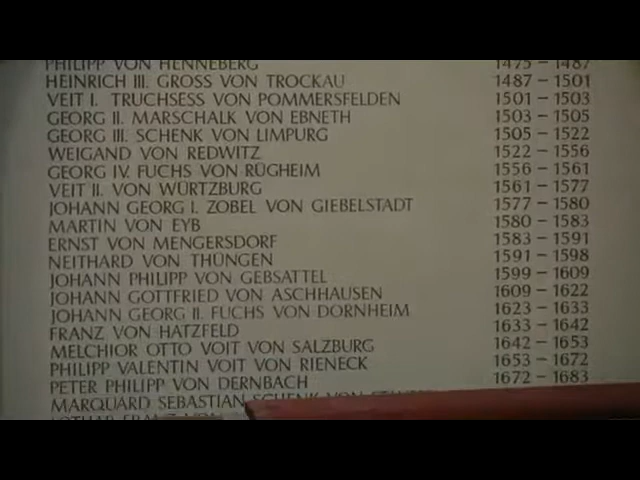 PHILIPP VON HENNEBERG 1475 – 1487
HEINRICH III. GROSS VON TROCKAU 1487 – 1501
VEIT I. TRUCHSESS VON POMMERSFELDEN 1501 – 1503
GEORG II. MARSCHALK VON EBNETH 1503 – 1505
GEORG III. SCHENK VON LIMPURG 1505 – 1522
WEIGAND VON REDWITZ 1522 – 1556
GEORG IV. FUCHS VON RÜGHEIM 1556 – 1561
VEIT II. VON WÜRTZBURG 1561 – 1577
JOHANN GEORG I. ZOBEL VON GIEBELSTADT 1577 – 1580
MARTIN VON EYB 1580 – 1583
ERNST VON MENGERSDORF 1583 – 1591
NEITHARD VON THÜNGEN 1591 – 1598
JOHANN PHILIPP VON GEBSATTEL 1599 – 1609
JOHANN GOTTFRIED VON ASCHHAUSEN 1609 – 1622
JOHANN GEORG II. FUCHS VON DORNHEIM 1623 – 1633
FRANZ VON HATZFELD 1633 – 1642
MELCHIOR OTTO VOIT VON SALZBURG 1642 – 1653
PHILIPP VALENTIN VOIT VON RIENECK 1653 – 1672
PETER PHILIPP VON DERNBACH 1672 – 1683
MARQUARD SEBASTIAN SCHENK VON